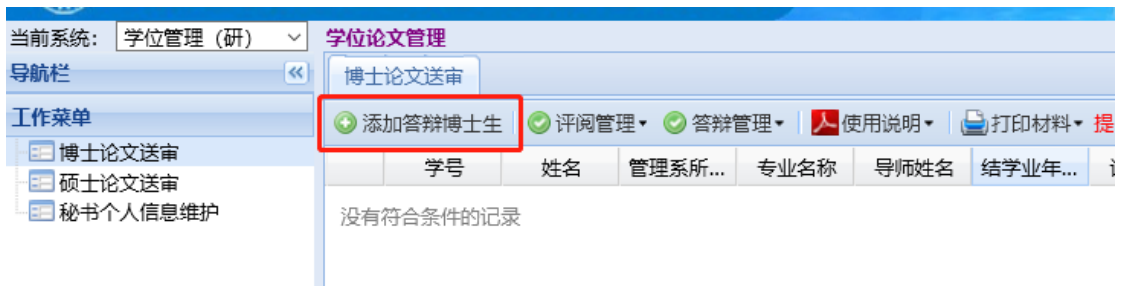 当前系统： 学位管理（研）
学位论文管理
导航栏
博士论文送审
工作菜单
添加答辩博士生 评阅管理 答辩管理 使用说明 打印材料 提
博士论文送审
硕士论文送审
秘书个人信息维护
学号 姓名 管理系所... 专业名称 导师姓名 结学业年...
没有符合条件的记录